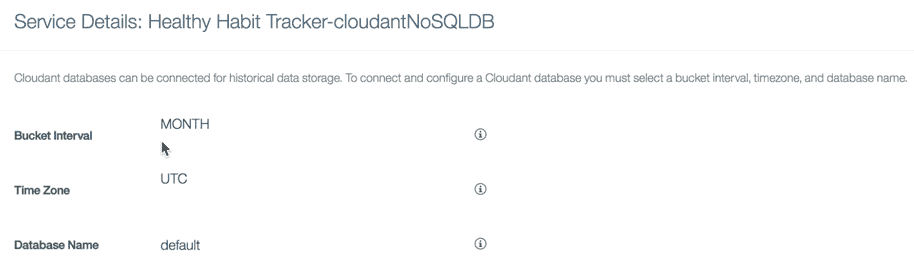 Service Details: Healthy Habit Tracker-cloudantNoSQLDB
Cloudant databases can be connected for historical data storage. To connect and configure a Cloudant database you must select a bucket interval, timezone, and database name.
Bucket Interval MONTH
Time Zone UTC
Database Name default